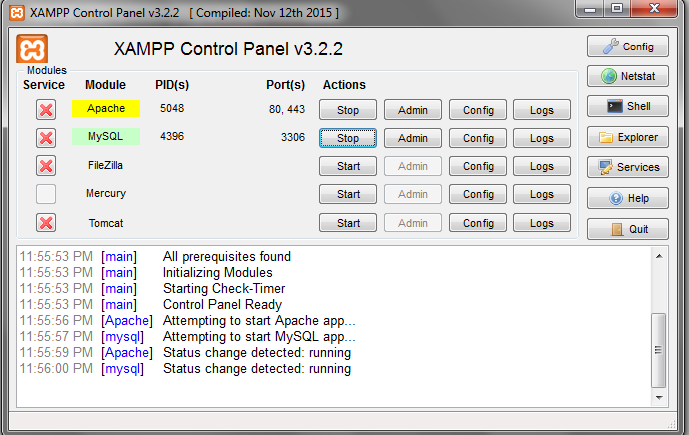 XAMPP Control Panel v3.2.2 [ Compiled: Nov 12th 2015 ]
XAMPP Control Panel v3.2.2
Config
Modules
Service Module PID(s) Port(s) Actions
Netstat
Apache 5048 80, 443 Stop Admin Config Logs
Shell
MySQL 4396 3306 Stop Admin Config Logs
Explorer
FileZilla Start Admin Config Logs
Services
Mercury Start Admin Config Logs
Help
Tomcat Start Admin Config Logs
Quit
11:55:53 PM [main] All prerequisites found
11:55:53 PM [main] Initializing Modules
11:55:53 PM [main] Starting Check-Timer
11:55:53 PM [main] Control Panel Ready
11:55:56 PM [Apache] Attempting to start Apache app...
11:55:57 PM [mysql] Attempting to start MySQL app...
11:55:59 PM [Apache] Status change detected: running
11:56:00 PM [mysql] Status change detected: running